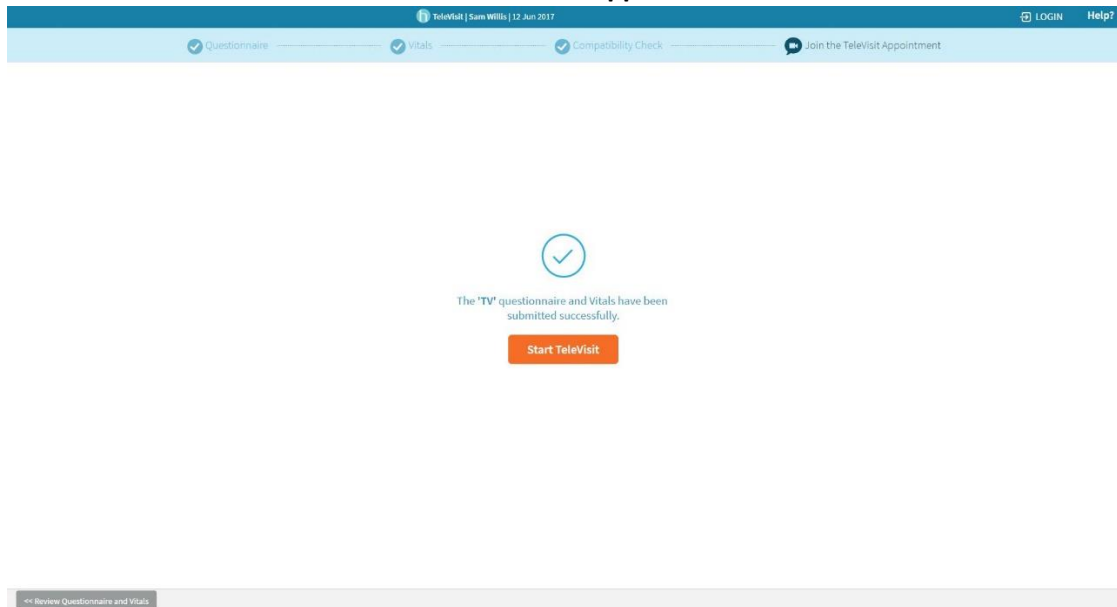 TeleVisit | Sam Willis | 12 Jun 2017
LOGIN
Help?
Questionnaire
Vitals
Compatibility Check
Join the TeleVisit Appointment
The 'TV' questionnaire and Vitals have been
submitted successfully.
Start TeleVisit
<< Review Questionnaire and Vitals